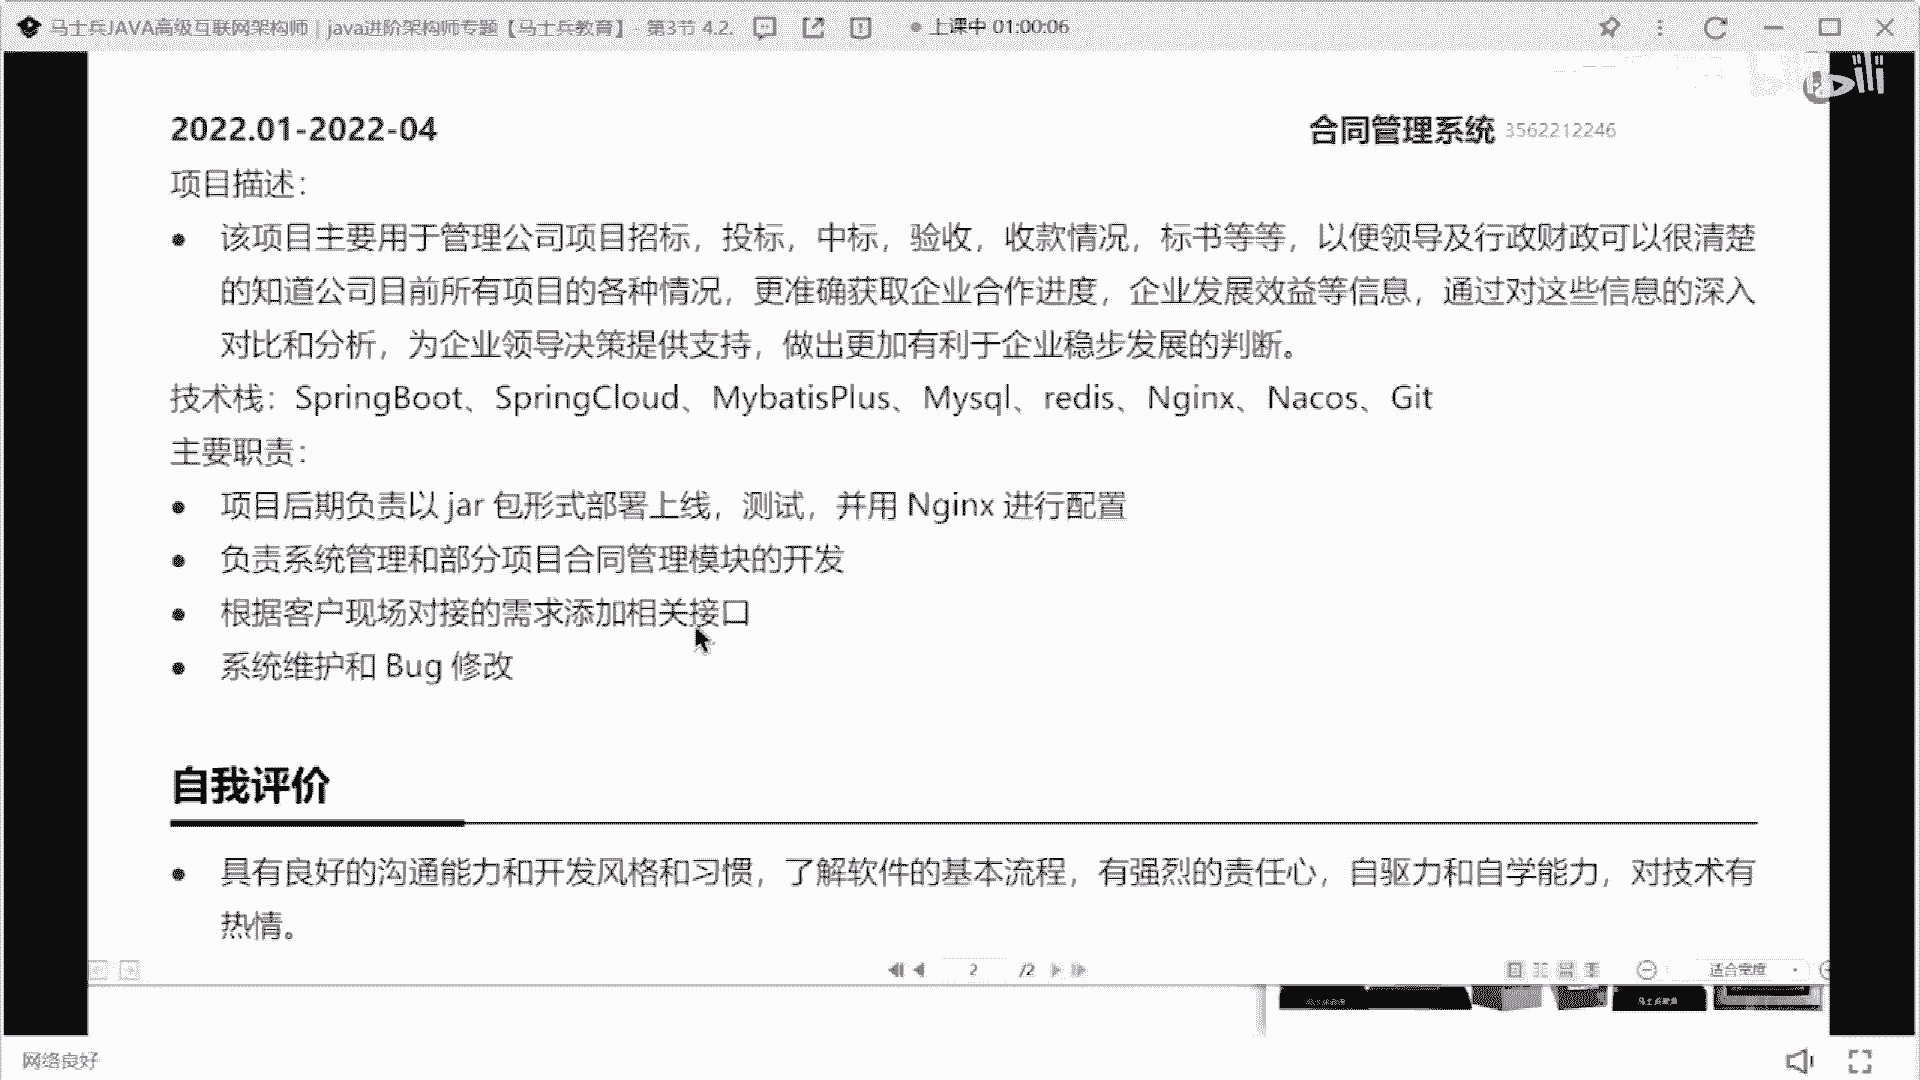 马士兵JAVA高级互联网架构师｜java进阶架构师专题【马士兵教育】- 第3节 4.2.
上课中 01:00:06
bili
2022.01-2022-04
合同管理系统 3562212246
项目描述：
该项目主要用于管理公司项目招标，投标，中标，验收，收款情况，标书等等，以便领导及行政财政可以很清楚
的知道公司目前所有项目的各种情况，更准确获取企业合作进度，企业发展效益等信息，通过对这些信息的深入
对比和分析，为企业领导决策提供支持，做出更加有利于企业稳步发展的判断。
技术栈：SpringBoot、SpringCloud、MybatisPlus、Mysql、redis、Nginx、Nacos、Git
主要职责：
项目后期负责以 jar 包形式部署上线，测试，并用 Nginx 进行配置
负责系统管理和部分项目合同管理模块的开发
根据客户现场对接的需求添加相关接口
系统维护和 Bug 修改
自我评价
具有良好的沟通能力和开发风格和习惯，了解软件的基本流程，有强烈的责任心，自驱力和自学能力，对技术有
热情。
2 /2
适合宽度
马士兵教育
网络良好